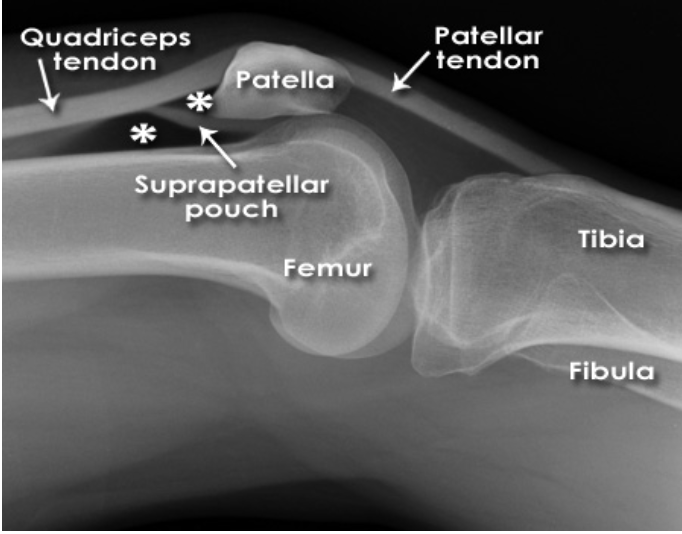 Quadriceps
tendon
Patellar
tendon
Patella
*
*
Suprapatellar
pouch
Tibia
Femur
Fibula